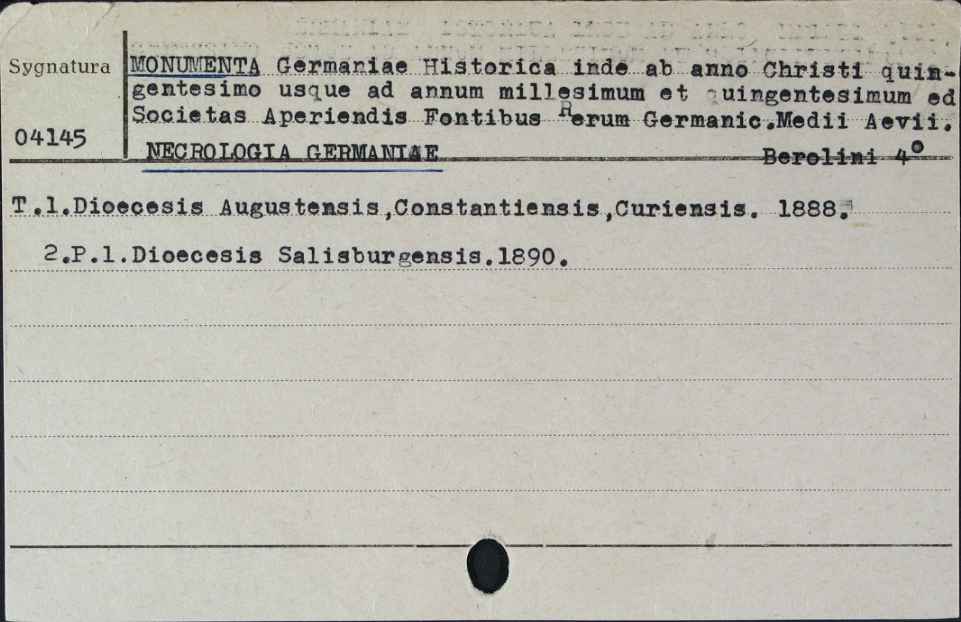 Sygnatura
04145
MONUMENTA Germaniae Historica inde ab anno Christi quin-
gentesimo usque ad annum millesimum et quingentesimum ed
Societas Aperiendis Fontibus Rerum Germanic.Medii Aevii.
NECROLOGIA GERMANIAE Berolini 4°
T.1.Dioecesis Augustensis,Constantiensis,Curiensis. 1888.
2.P.1.Dioecesis Salisburgensis.1890.